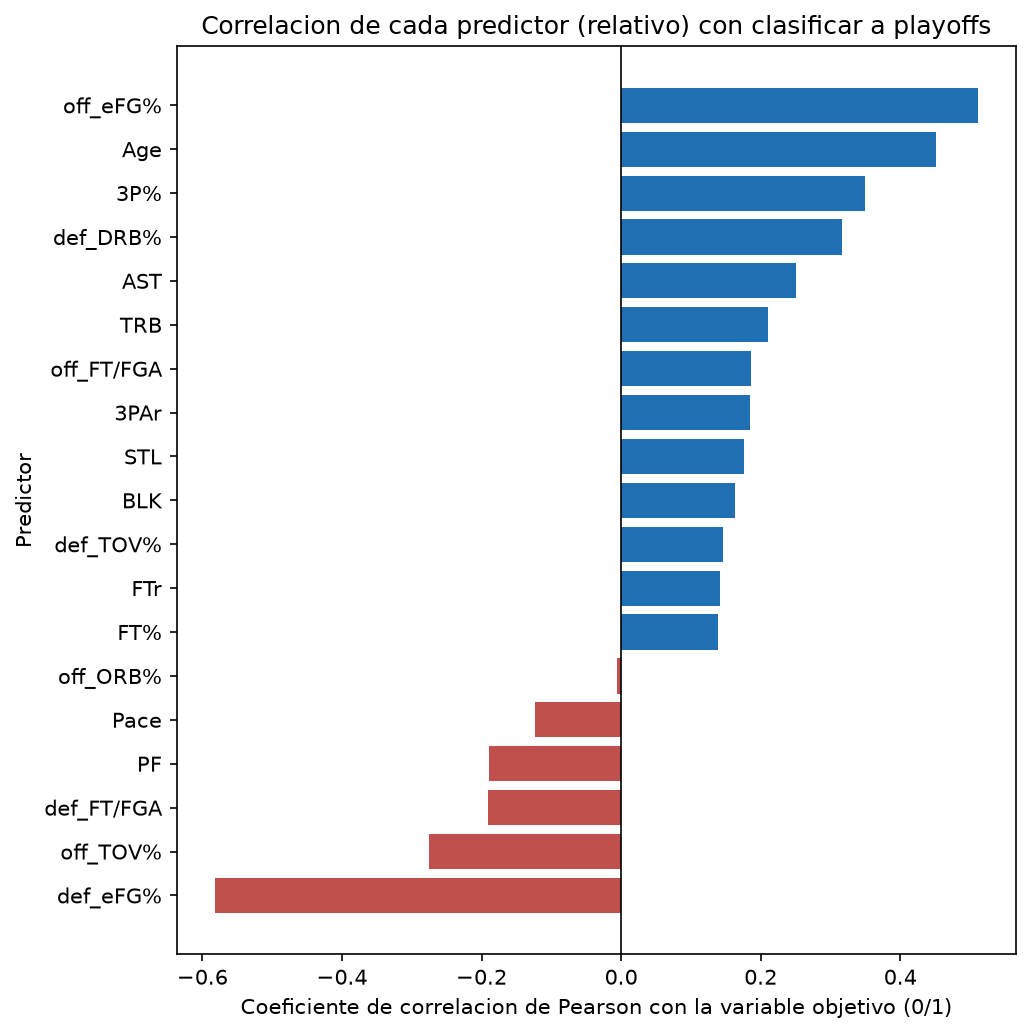 Correlacion de cada predictor (relativo) con clasificar a playoffs
Predictor
off_eFG%
Age
3P%
def_DRB%
AST
TRB
off_FT/FGA
3PAr
STL
BLK
def_TOV%
FTr
FT%
off_ORB%
Pace
PF
def_FT/FGA
off_TOV%
def_eFG%
−0.6 −0.4 −0.2 0.0 0.2 0.4
Coeficiente de correlacion de Pearson con la variable objetivo (0/1)